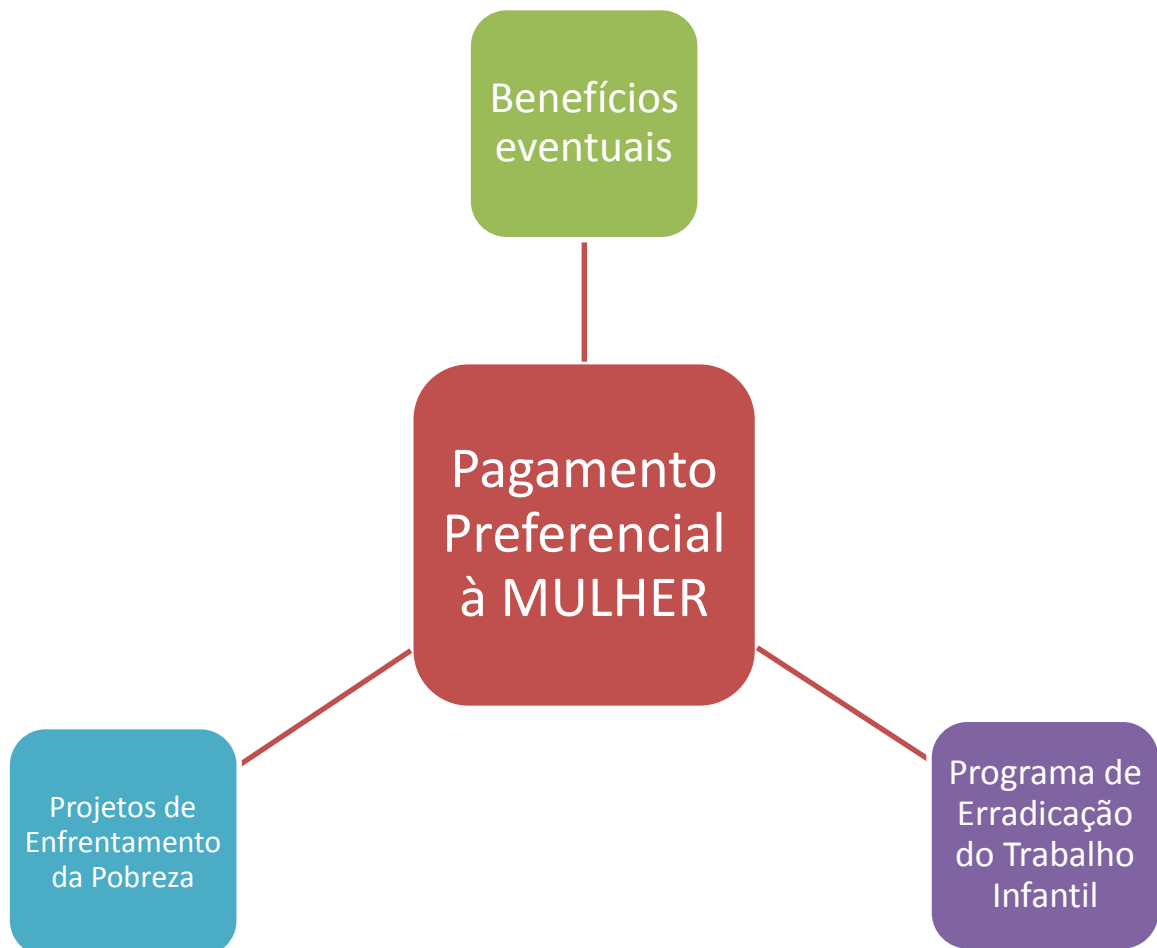 Benefícios
eventuais
Pagamento
Preferencial
à MULHER
Projetos de
Enfrentamento
da Pobreza
Programa de
Erradicação
do Trabalho
Infantil